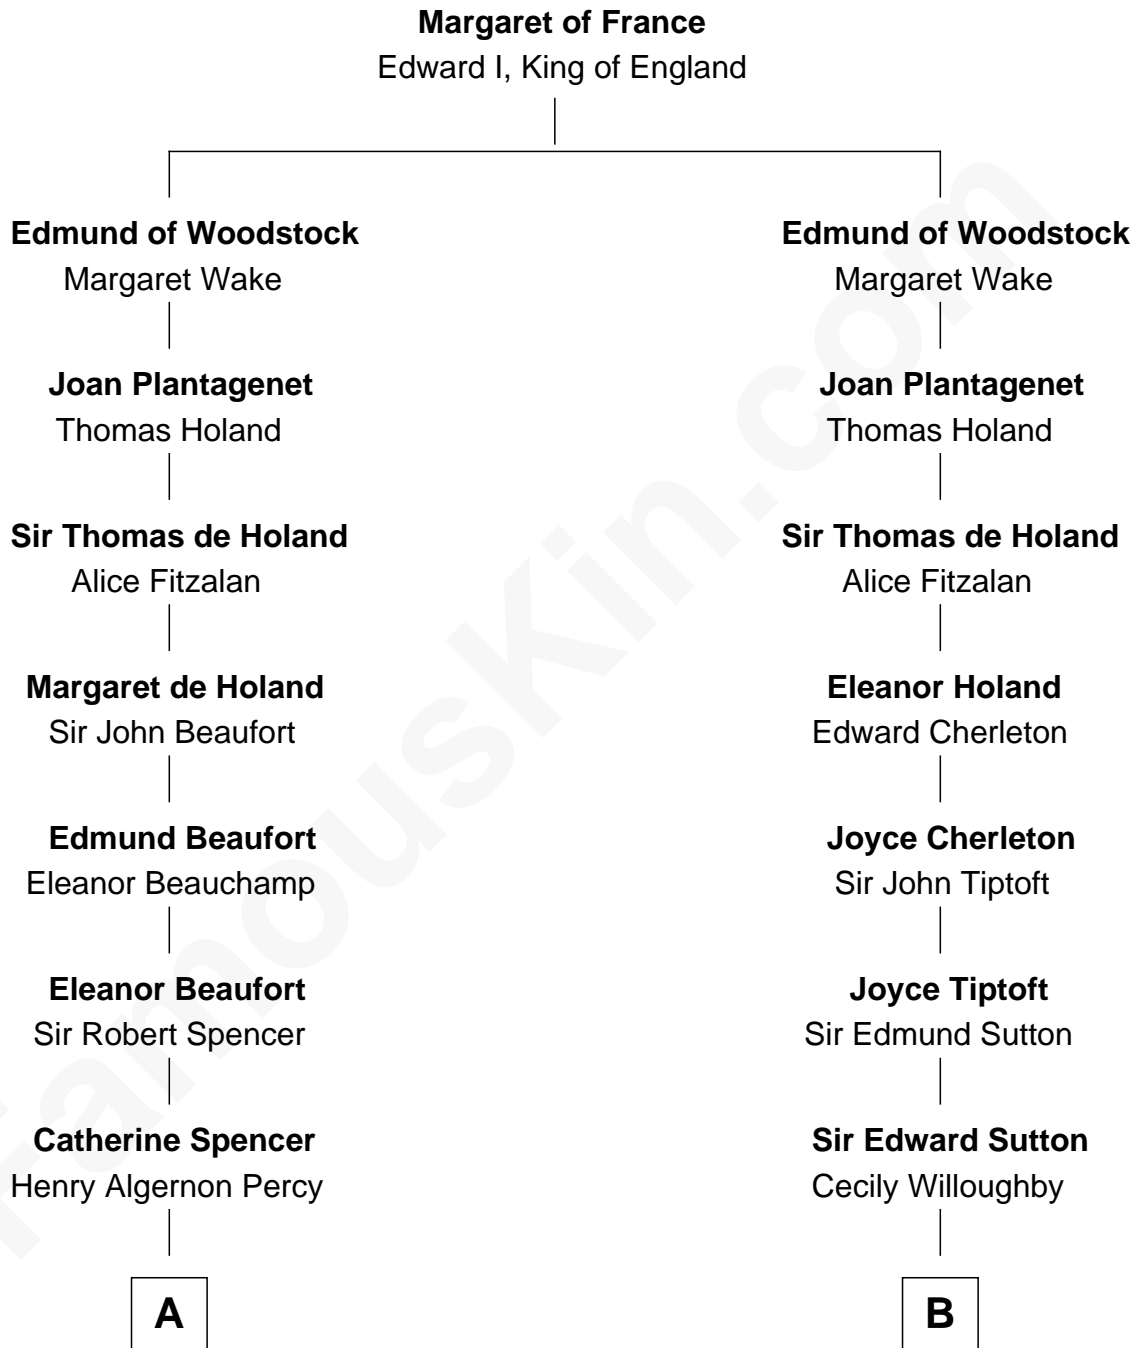 Margaret of France
Edward I, King of England
Edmund of Woodstock
Margaret Wake
Joan Plantagenet
Thomas Holand
Sir Thomas de Holand
Alice Fitzalan
Margaret de Holand
Sir John Beaufort
Edmund Beaufort
Eleanor Beauchamp
Eleanor Beaufort
Sir Robert Spencer
Catherine Spencer
Henry Algernon Percy
A
Edmund of Woodstock
Margaret Wake
Joan Plantagenet
Thomas Holand
Sir Thomas de Holand
Alice Fitzalan
Eleanor Holand
Edward Cherleton
Joyce Cherleton
Sir John Tiptoft
Joyce Tiptoft
Sir Edmund Sutton
Sir Edward Sutton
Cecily Willoughby
B
FamousKin.com